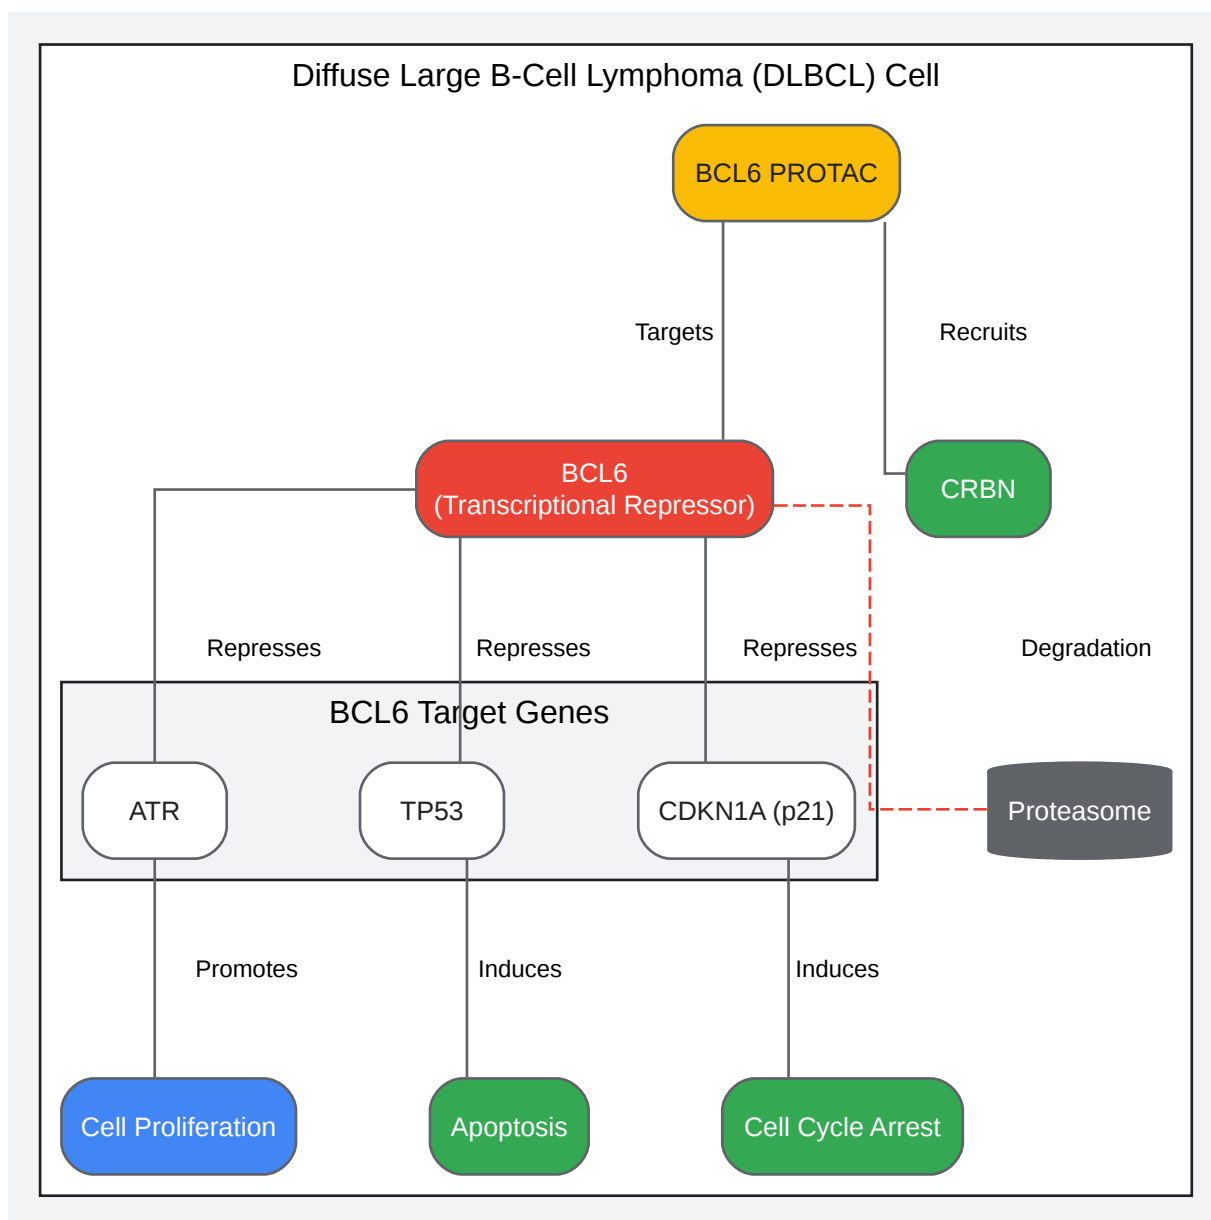 Diffuse Large B-Cell Lymphoma (DLBCL) Cell
BCL6 PROTAC
Targets
Recruits
BCL6
(Transcriptional Repressor)
CRBN
Represses
Represses
Represses
Degradation
BCL6 Target Genes
ATR
TP53
CDKN1A (p21)
Proteasome
Promotes
Induces
Induces
Cell Proliferation
Apoptosis
Cell Cycle Arrest